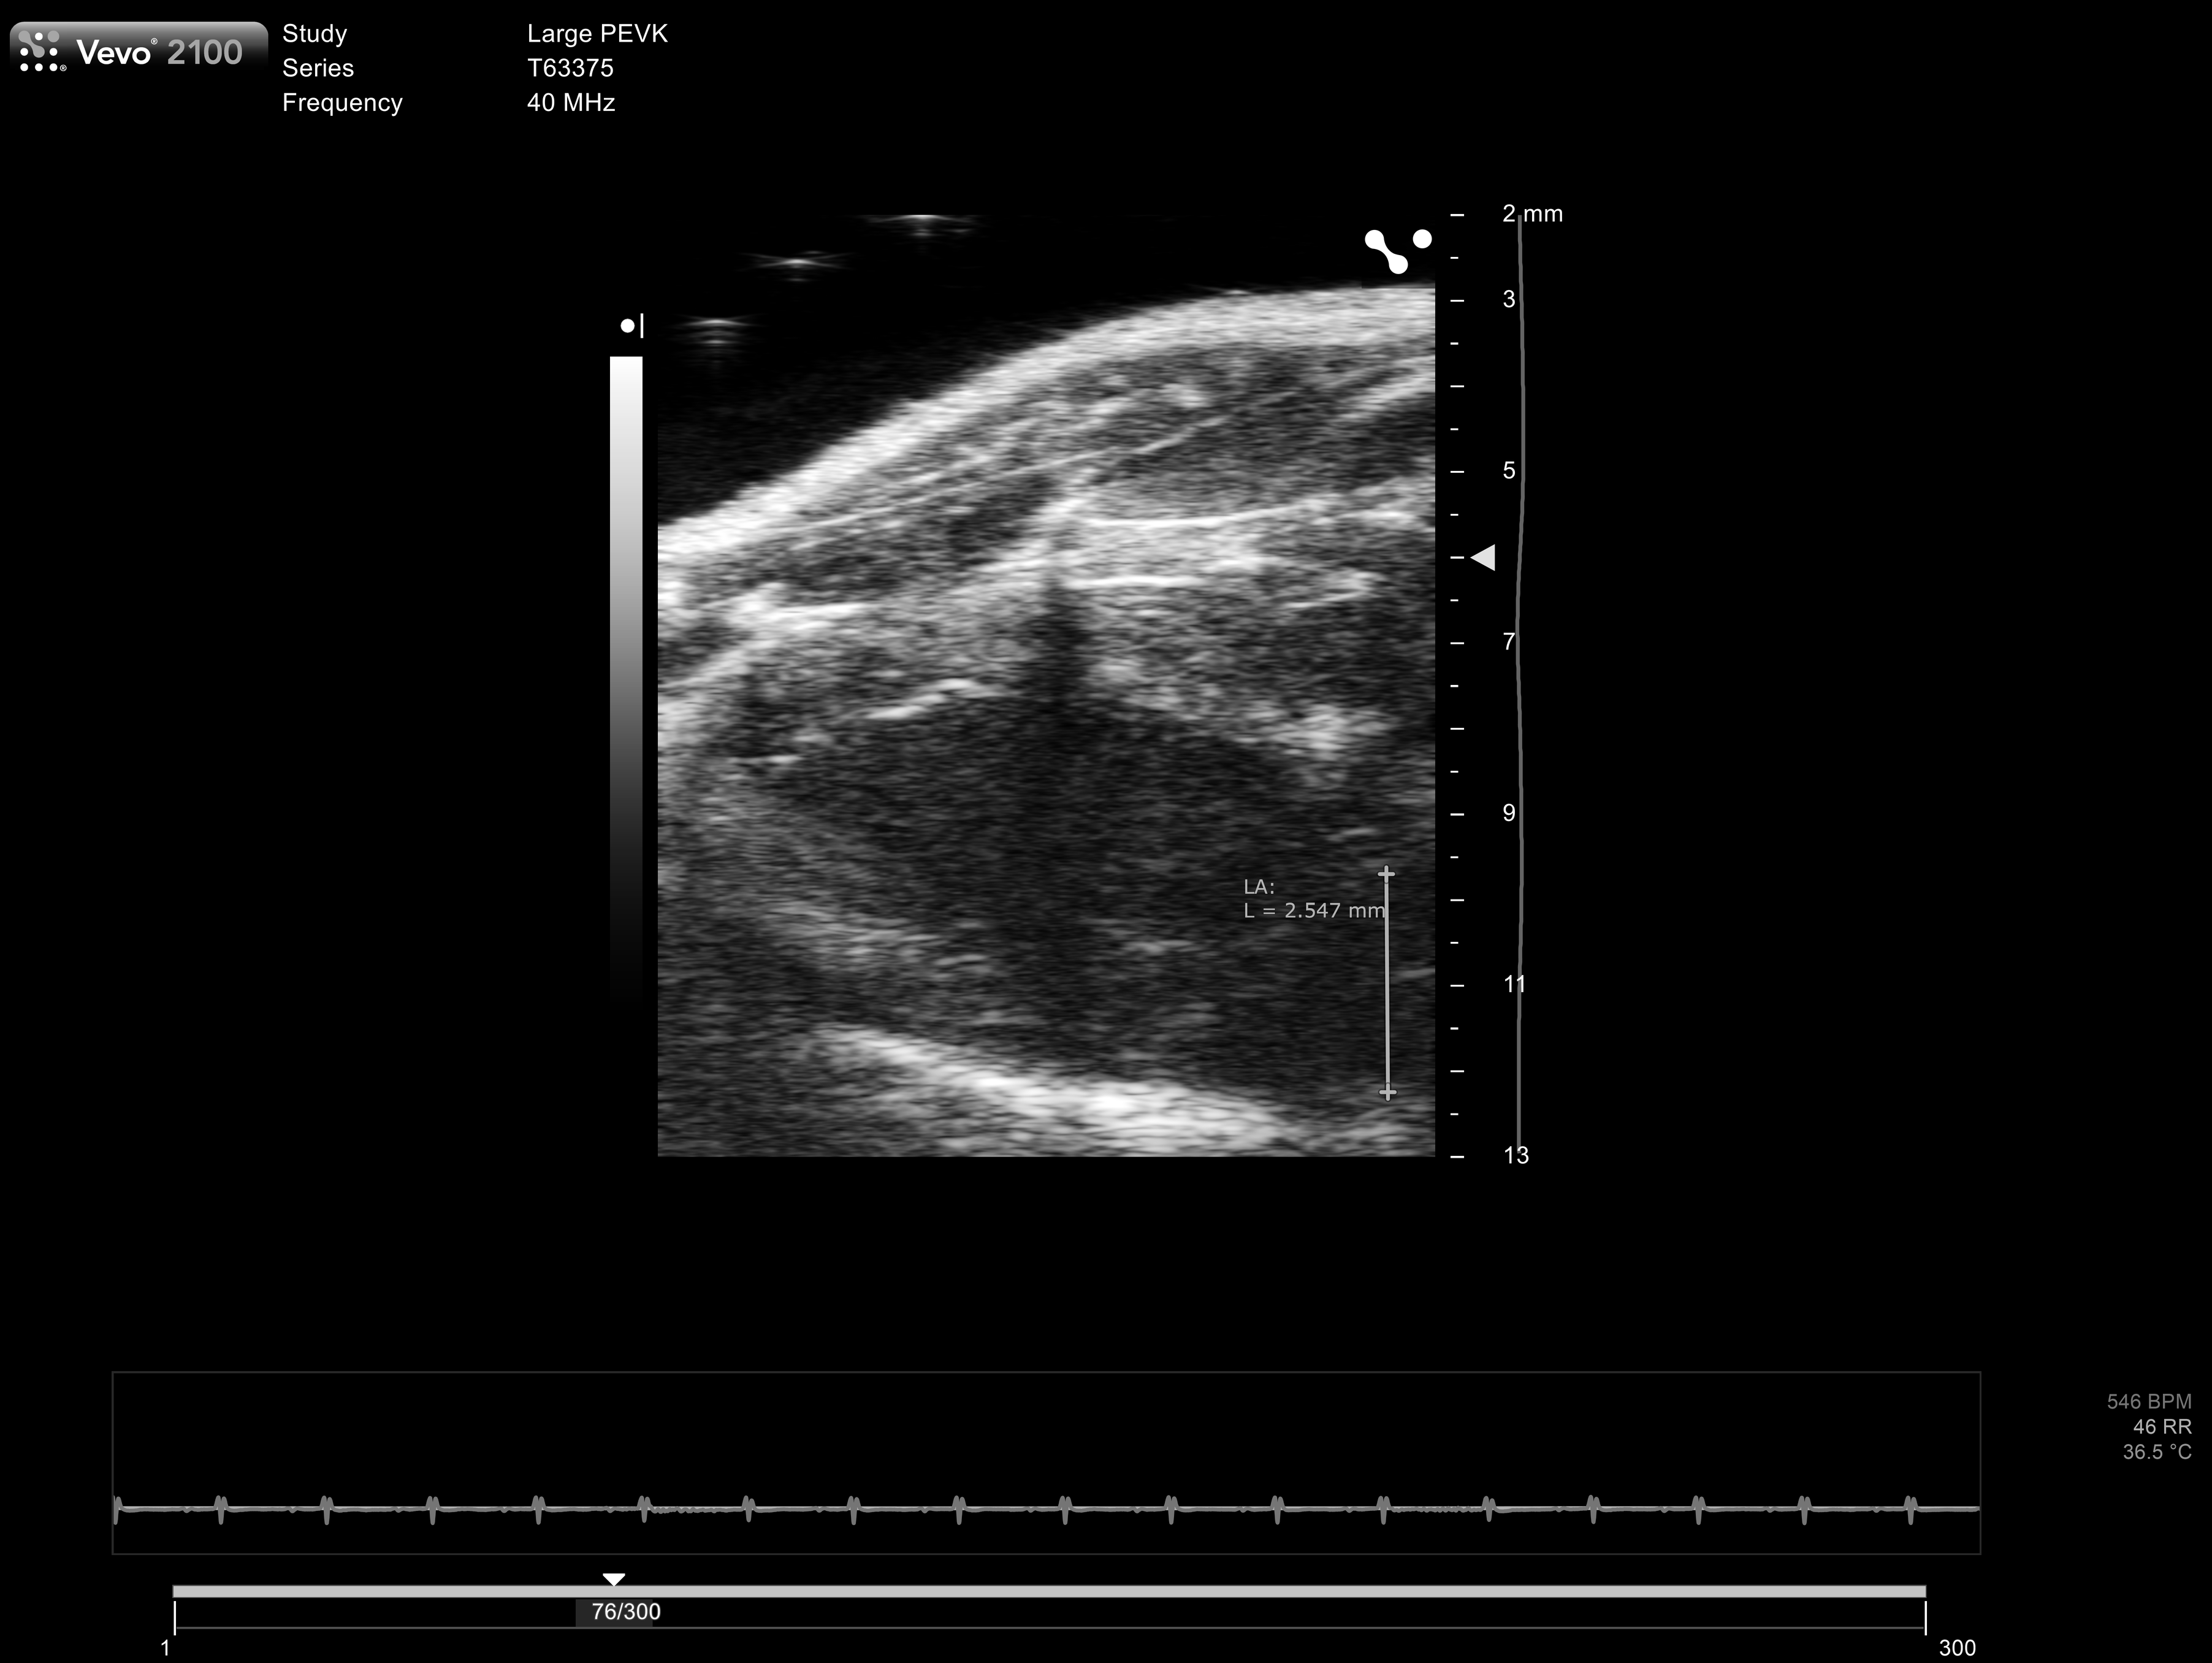 Vevo® 2100
Study Large PEVK
Series T63375
Frequency 40 MHz
2 mm
3
5
7
9
11
13
LA:
L = 2.547 mm
546 BPM
46 RR
36.5 °C
76/300
1
300